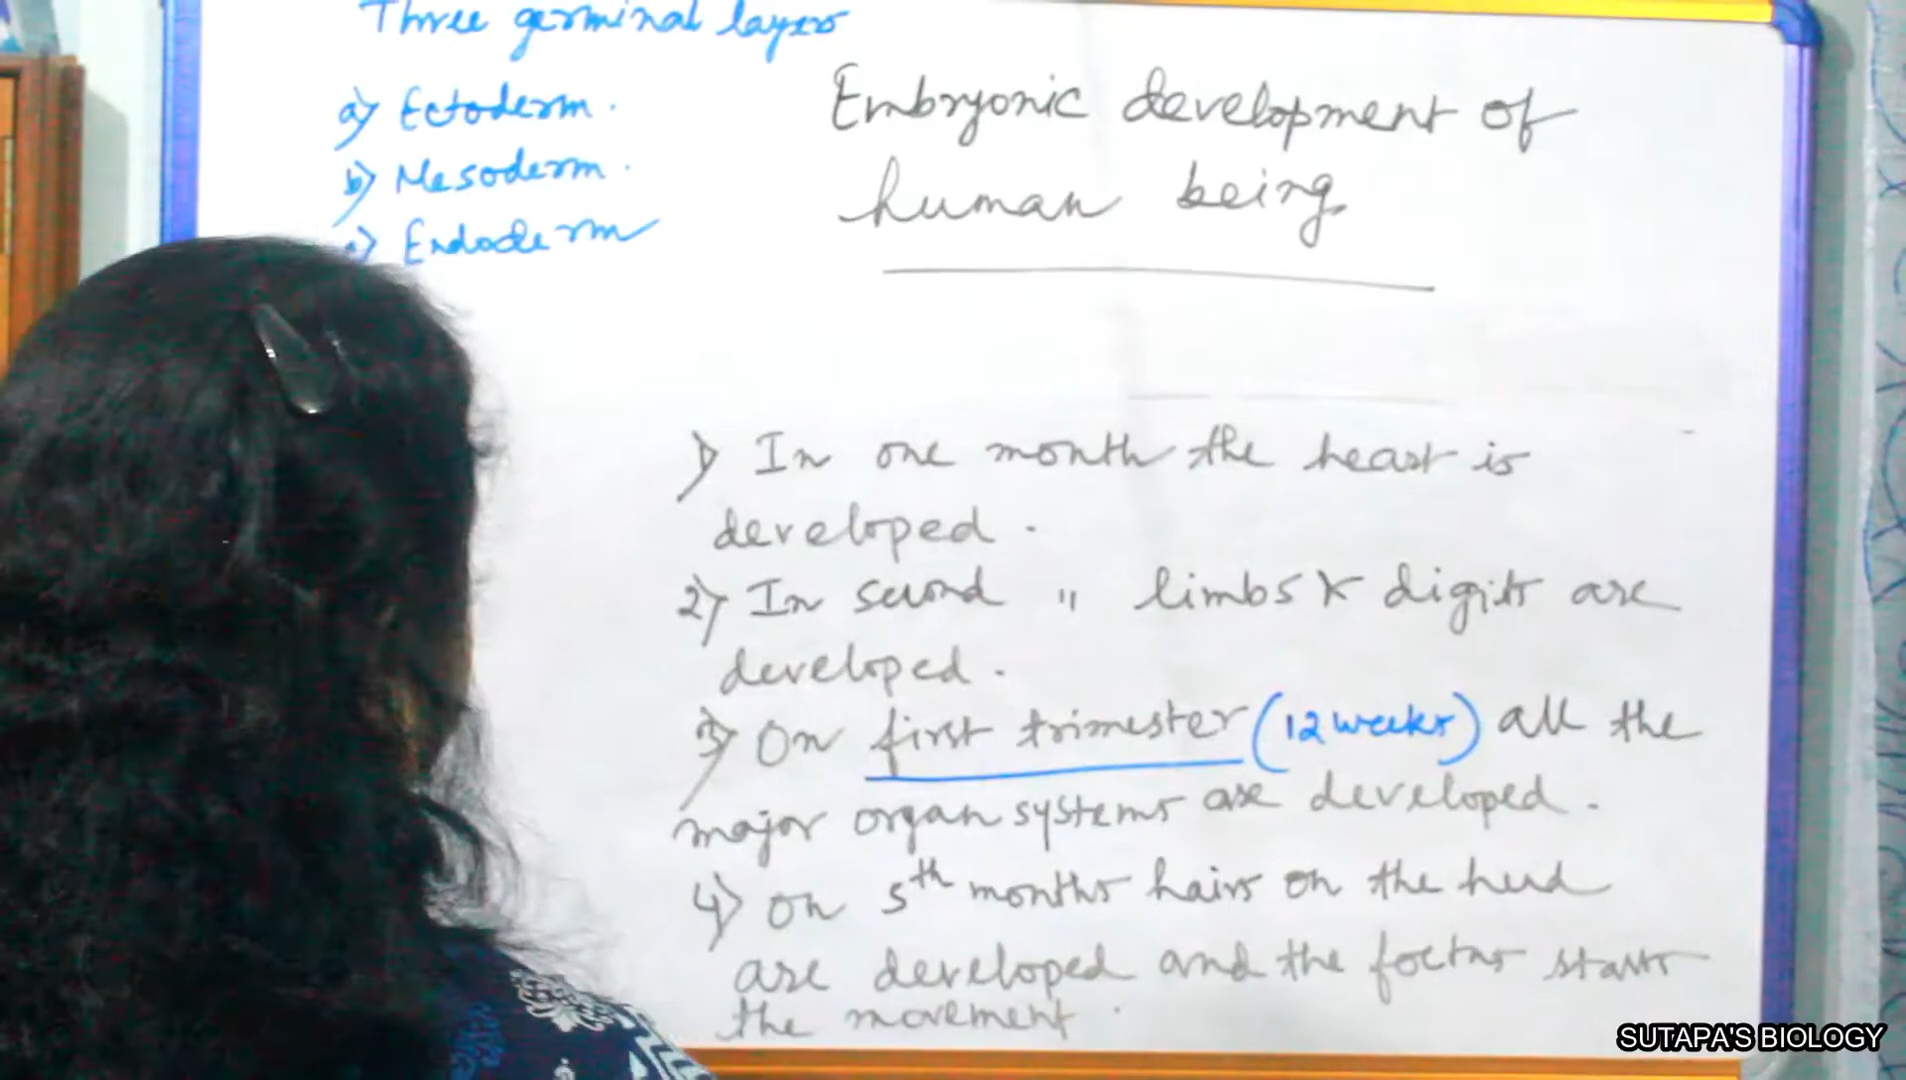 Three germinal layers
a) Ectoderm.
b) Mesoderm.
c) Endoderm
Embryonic development of
human being
1) In one month the heart is
developed.
2) In second " limbs & digits are
developed.
3) On first trimester (12 weeks) all the
major organ systems are developed.
4) On 5th months hairs on the head
are developed and the foetus starts
the movement.
SUTAPA'S BIOLOGY